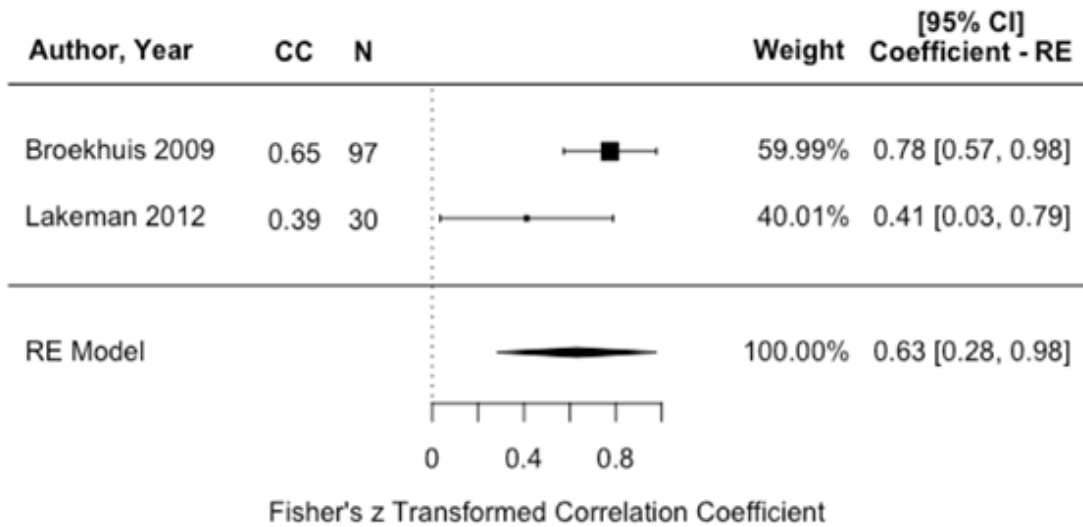 [95% CI]
Author, Year CC N Weight Coefficient - RE
Broekhuis 2009 0.65 97 59.99% 0.78 [0.57, 0.98]
Lakeman 2012 0.39 30 40.01% 0.41 [0.03, 0.79]
RE Model 100.00% 0.63 [0.28, 0.98]
0 0.4 0.8
Fisher's z Transformed Correlation Coefficient